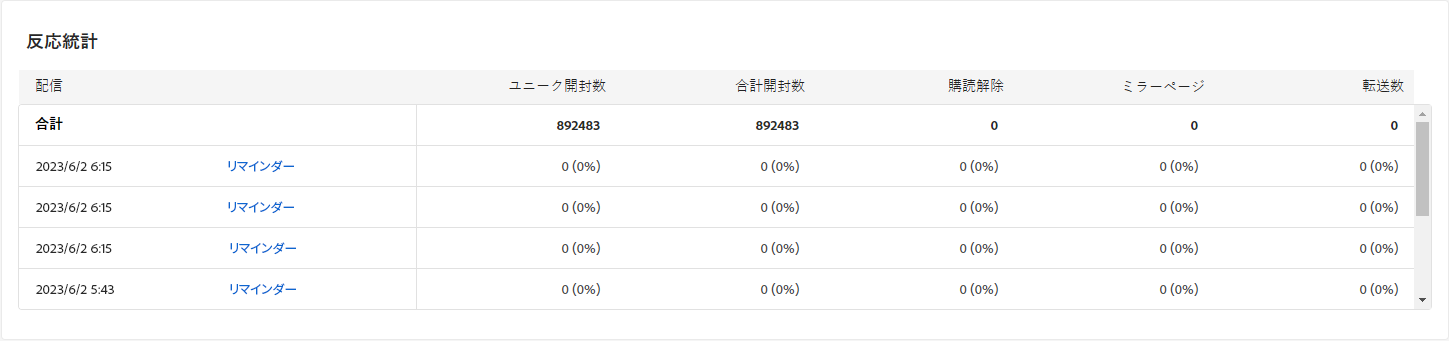 反応統計
配信 ユニーク開封数 合計開封数 購読解除 ミラーページ 転送数
合計 892483 892483 0 0 0
2023/6/2 6:15 リマインダー 0 (0%) 0 (0%) 0 (0%) 0 (0%) 0 (0%)
2023/6/2 6:15 リマインダー 0 (0%) 0 (0%) 0 (0%) 0 (0%) 0 (0%)
2023/6/2 6:15 リマインダー 0 (0%) 0 (0%) 0 (0%) 0 (0%) 0 (0%)
2023/6/2 5:43 リマインダー 0 (0%) 0 (0%) 0 (0%) 0 (0%) 0 (0%)